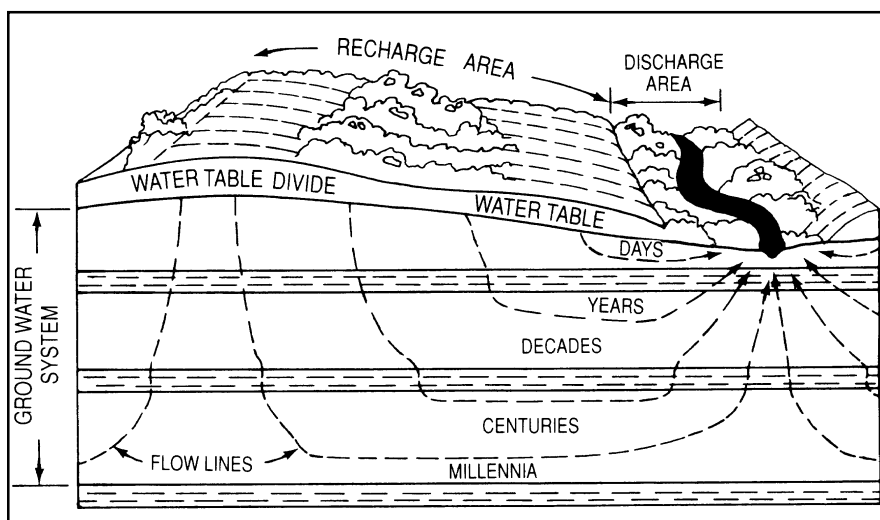 RECHARGE AREA
DISCHARGE
AREA
WATER TABLE DIVIDE
WATER TABLE
DAYS
YEARS
DECADES
CENTURIES
MILLENNIA
FLOW LINES
GROUND WATER
SYSTEM